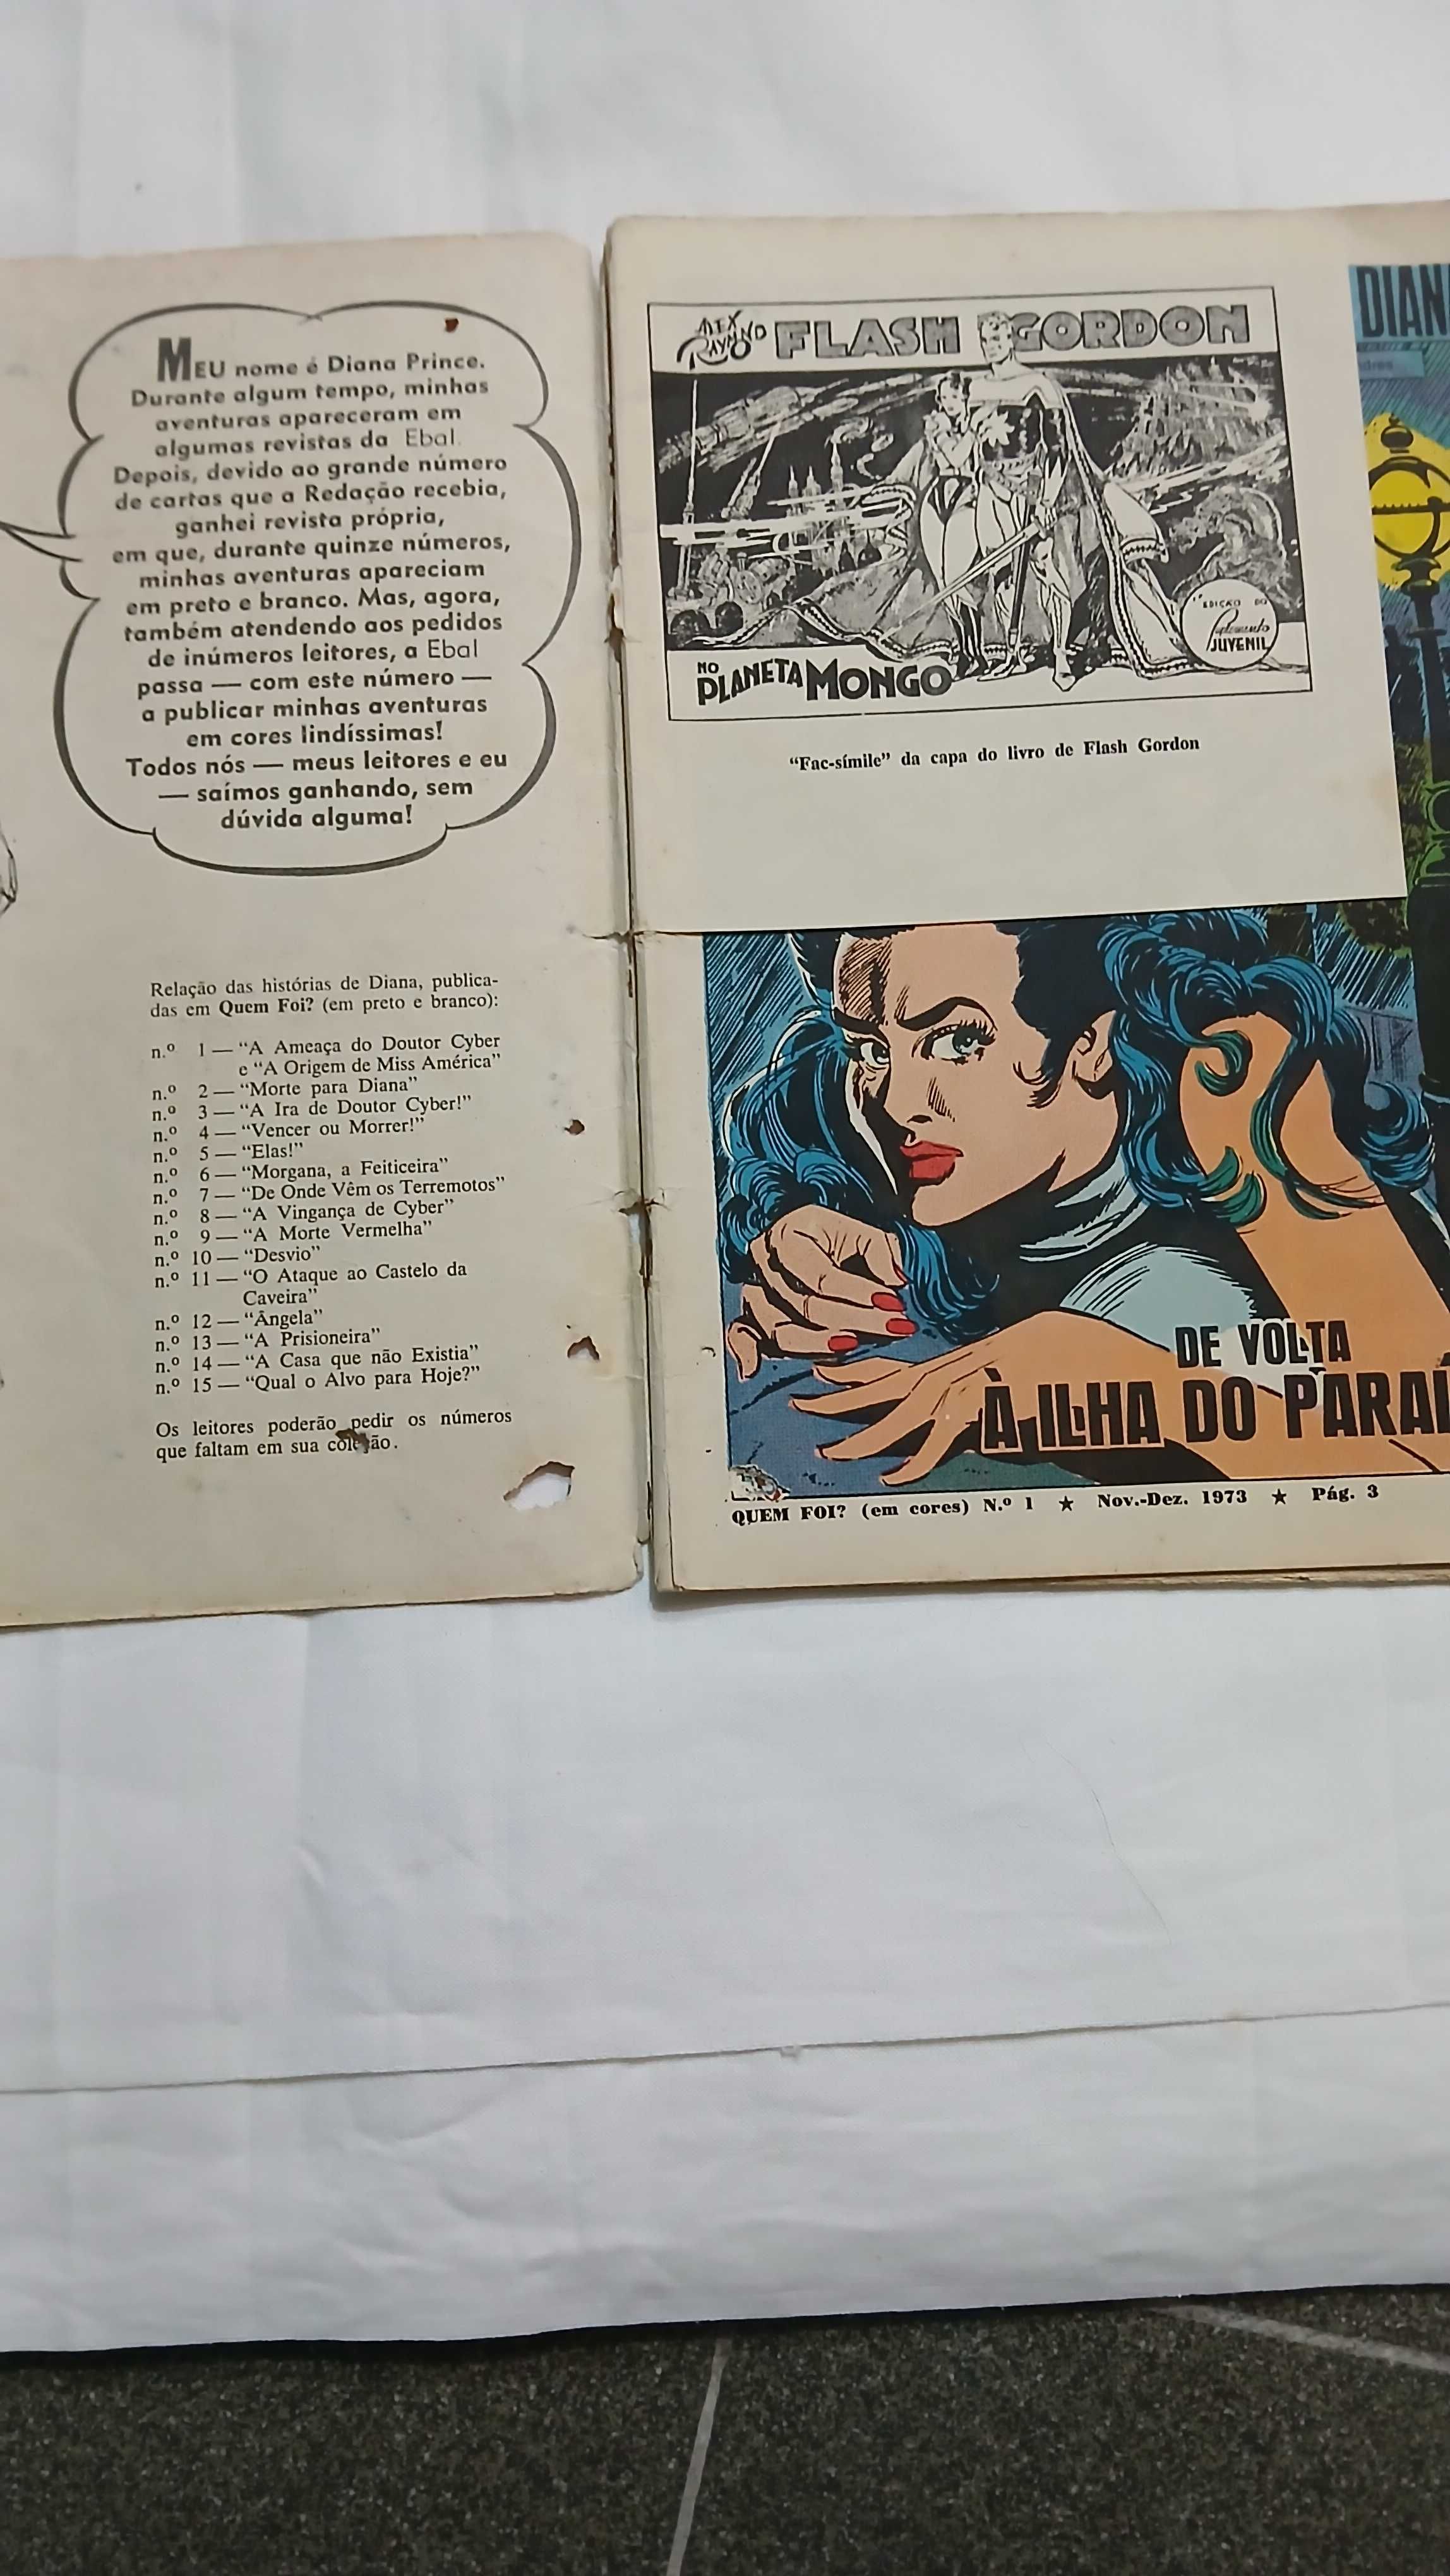 MEU nome é Diana Prince.
Durante algum tempo, minhas
aventuras apareceram em
algumas revistas da Ebal.
Depois, devido ao grande número
de cartas que a Redação recebia,
ganhei revista própria,
em que, durante quinze números,
minhas aventuras apareciam
em preto e branco. Mas, agora,
também atendendo aos pedidos
de inúmeros leitores, a Ebal
passa — com este número —
a publicar minhas aventuras
em cores lindíssimas!
Todos nós — meus leitores e eu
— saímos ganhando, sem
dúvida alguma!
Relação das histórias de Diana, publica-
das em Quem Foi? (em preto e branco):
n.º 1 — “A Ameaça do Doutor Cyber
e “A Origem de Miss América”
n.º 2 — “Morte para Diana”
n.º 3 — “A Ira de Doutor Cyber!”
n.º 4 — “Vencer ou Morrer!”
n.º 5 — “Elas!”
n.º 6 — “Morgana, a Feiticeira”
n.º 7 — “De Onde Vêm os Terremotos”
n.º 8 — “A Vingança de Cyber”
n.º 9 — “A Morte Vermelha”
n.º 10 — “Desvio”
n.º 11 — “O Ataque ao Castelo da
Caveira”
n.º 12 — “Ângela”
n.º 13 — “A Prisioneira”
n.º 14 — “A Casa que não Existia”
n.º 15 — “Qual o Alvo para Hoje?”
Os leitores poderão pedir os números
que faltam em sua coleção.
ALEX RAYMOND
FLASH GORDON
EDIÇÃO DO
Suplemento
JUVENIL
NO
PLANETA MONGO
“Fac-símile” da capa do livro de Flash Gordon
DIAN
DE VOLTA
À ILHA DO PARAI
QUEM FOI? (em cores) N.º 1 ★ Nov.-Dez. 1973 ★ Pág. 3